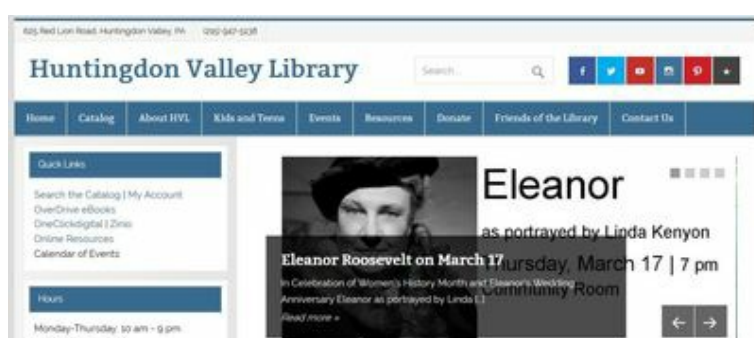 625 Red Lion Road, Huntingdon Valley, PA (215) 947-5138
Huntingdon Valley Library
Search...
Home Catalog About HVL Kids and Teens Events Resources Donate Friends of the Library Contact Us
Quick Links
Search the Catalog | My Account
OverDrive eBooks
OneClickdigital | Zinio
Online Resources
Calendar of Events
Hours
Monday-Thursday: 10 am - 9 pm
Eleanor
as portrayed by Linda Kenyon
Thursday, March 17 | 7 pm
Community Room
Eleanor Roosevelt on March 17
In Celebration of Women's History Month and Eleanor's Wedding
Anniversary Eleanor as portrayed by Linda [...]
Read more »